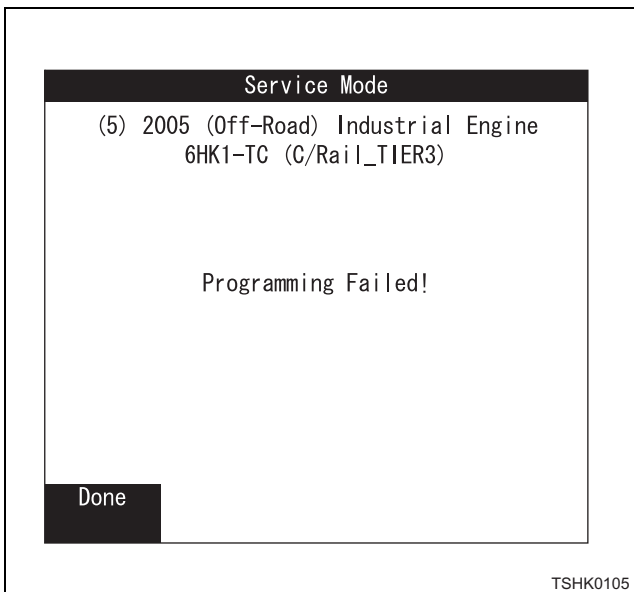 Service Mode
(5) 2005 (Off-Road) Industrial Engine
6HK1-TC (C/Rail_TIER3)
Programming Failed!
Done
TSHK0105